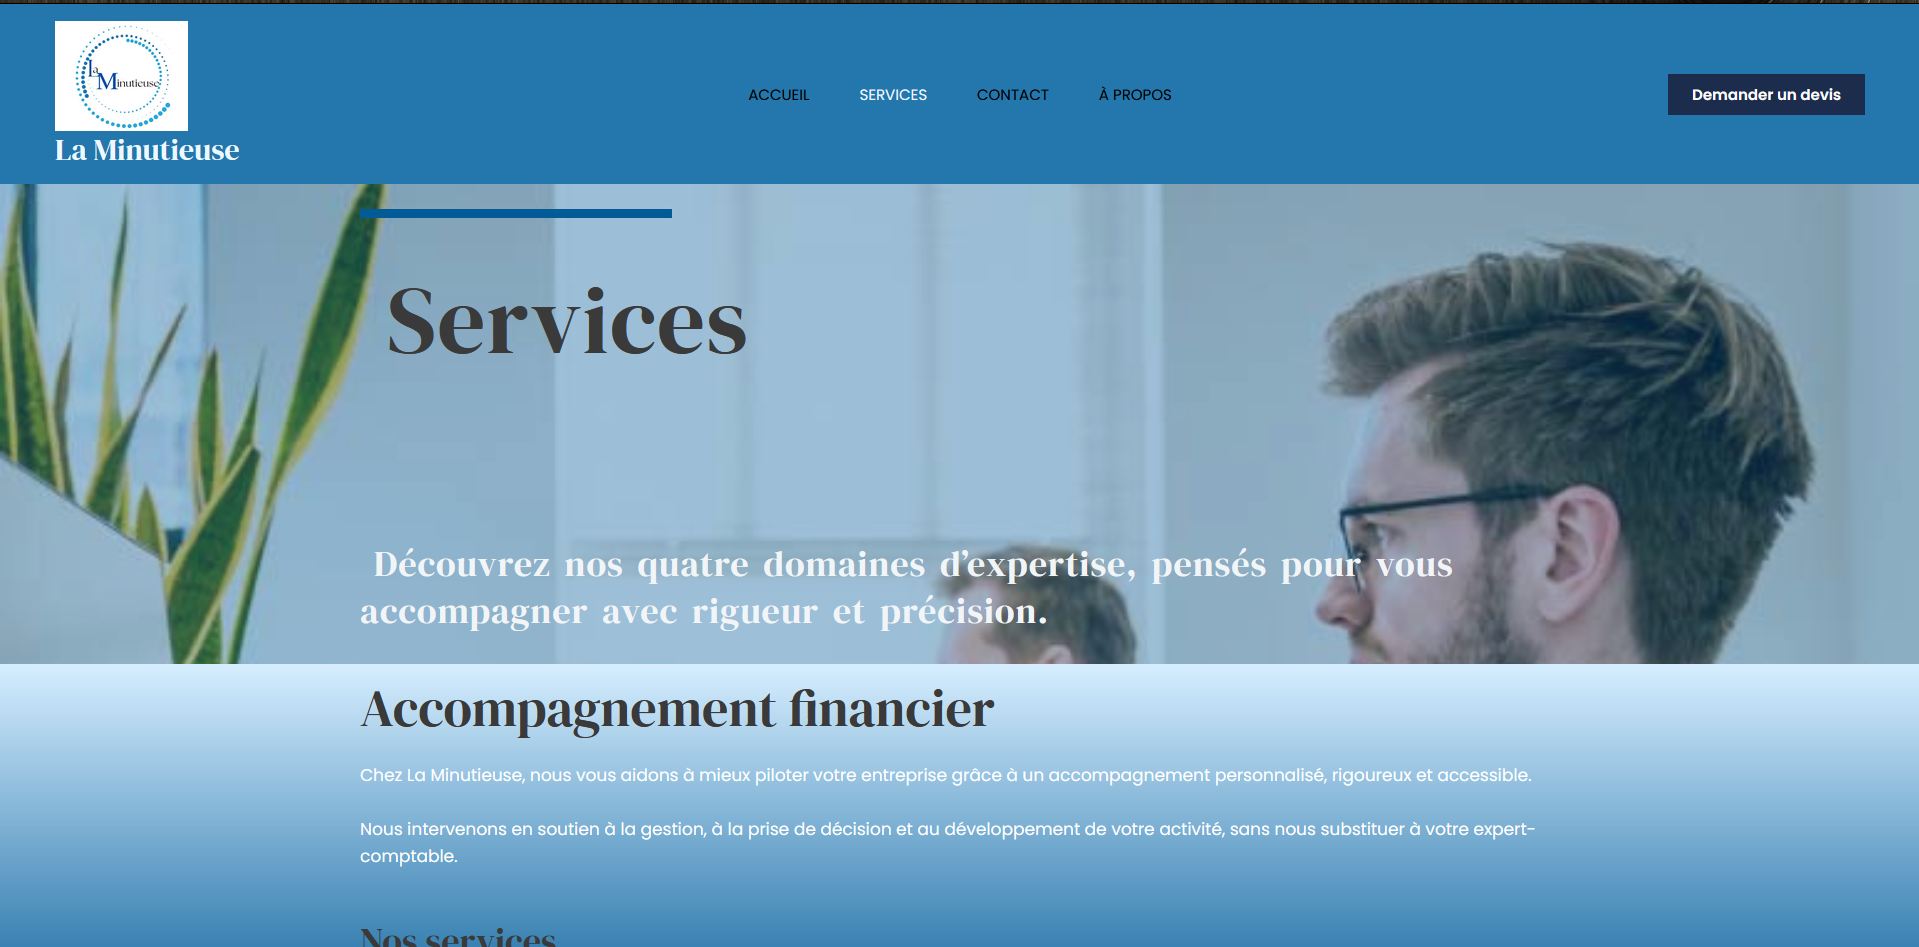 La
Minutieuse
La Minutieuse
ACCUEIL
SERVICES
CONTACT
À PROPOS
Demander un devis
Services
Découvrez nos quatre domaines d’expertise, pensés pour vous
accompagner avec rigueur et précision.
Accompagnement financier
Chez La Minutieuse, nous vous aidons à mieux piloter votre entreprise grâce à un accompagnement personnalisé, rigoureux et accessible.
Nous intervenons en soutien à la gestion, à la prise de décision et au développement de votre activité, sans nous substituer à votre expert-
comptable.
Nos services